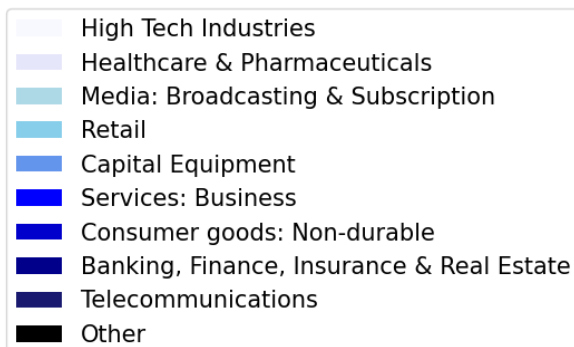 High Tech Industries
Healthcare & Pharmaceuticals
Media: Broadcasting & Subscription
Retail
Capital Equipment
Services: Business
Consumer goods: Non-durable
Banking, Finance, Insurance & Real Estate
Telecommunications
Other